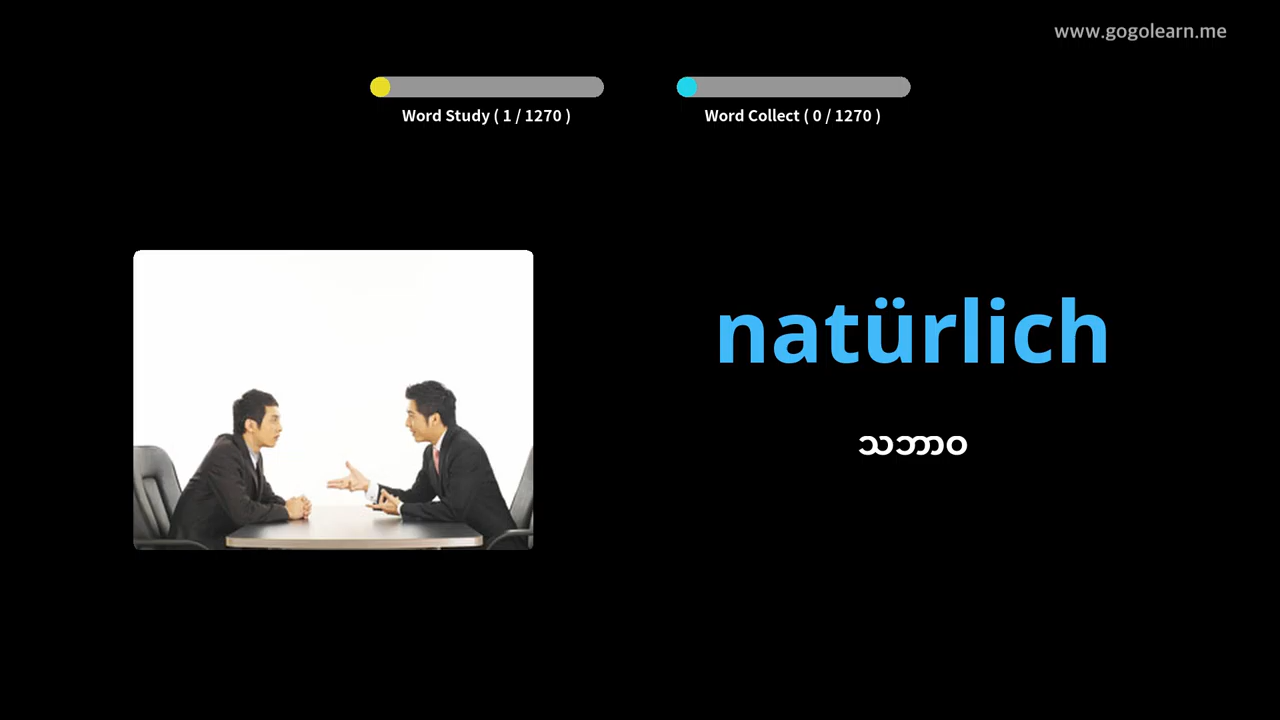 www.gogolearn.me
Word Study ( 1 / 1270 )
Word Collect ( 0 / 1270 )
natürlich
သဘာဝ